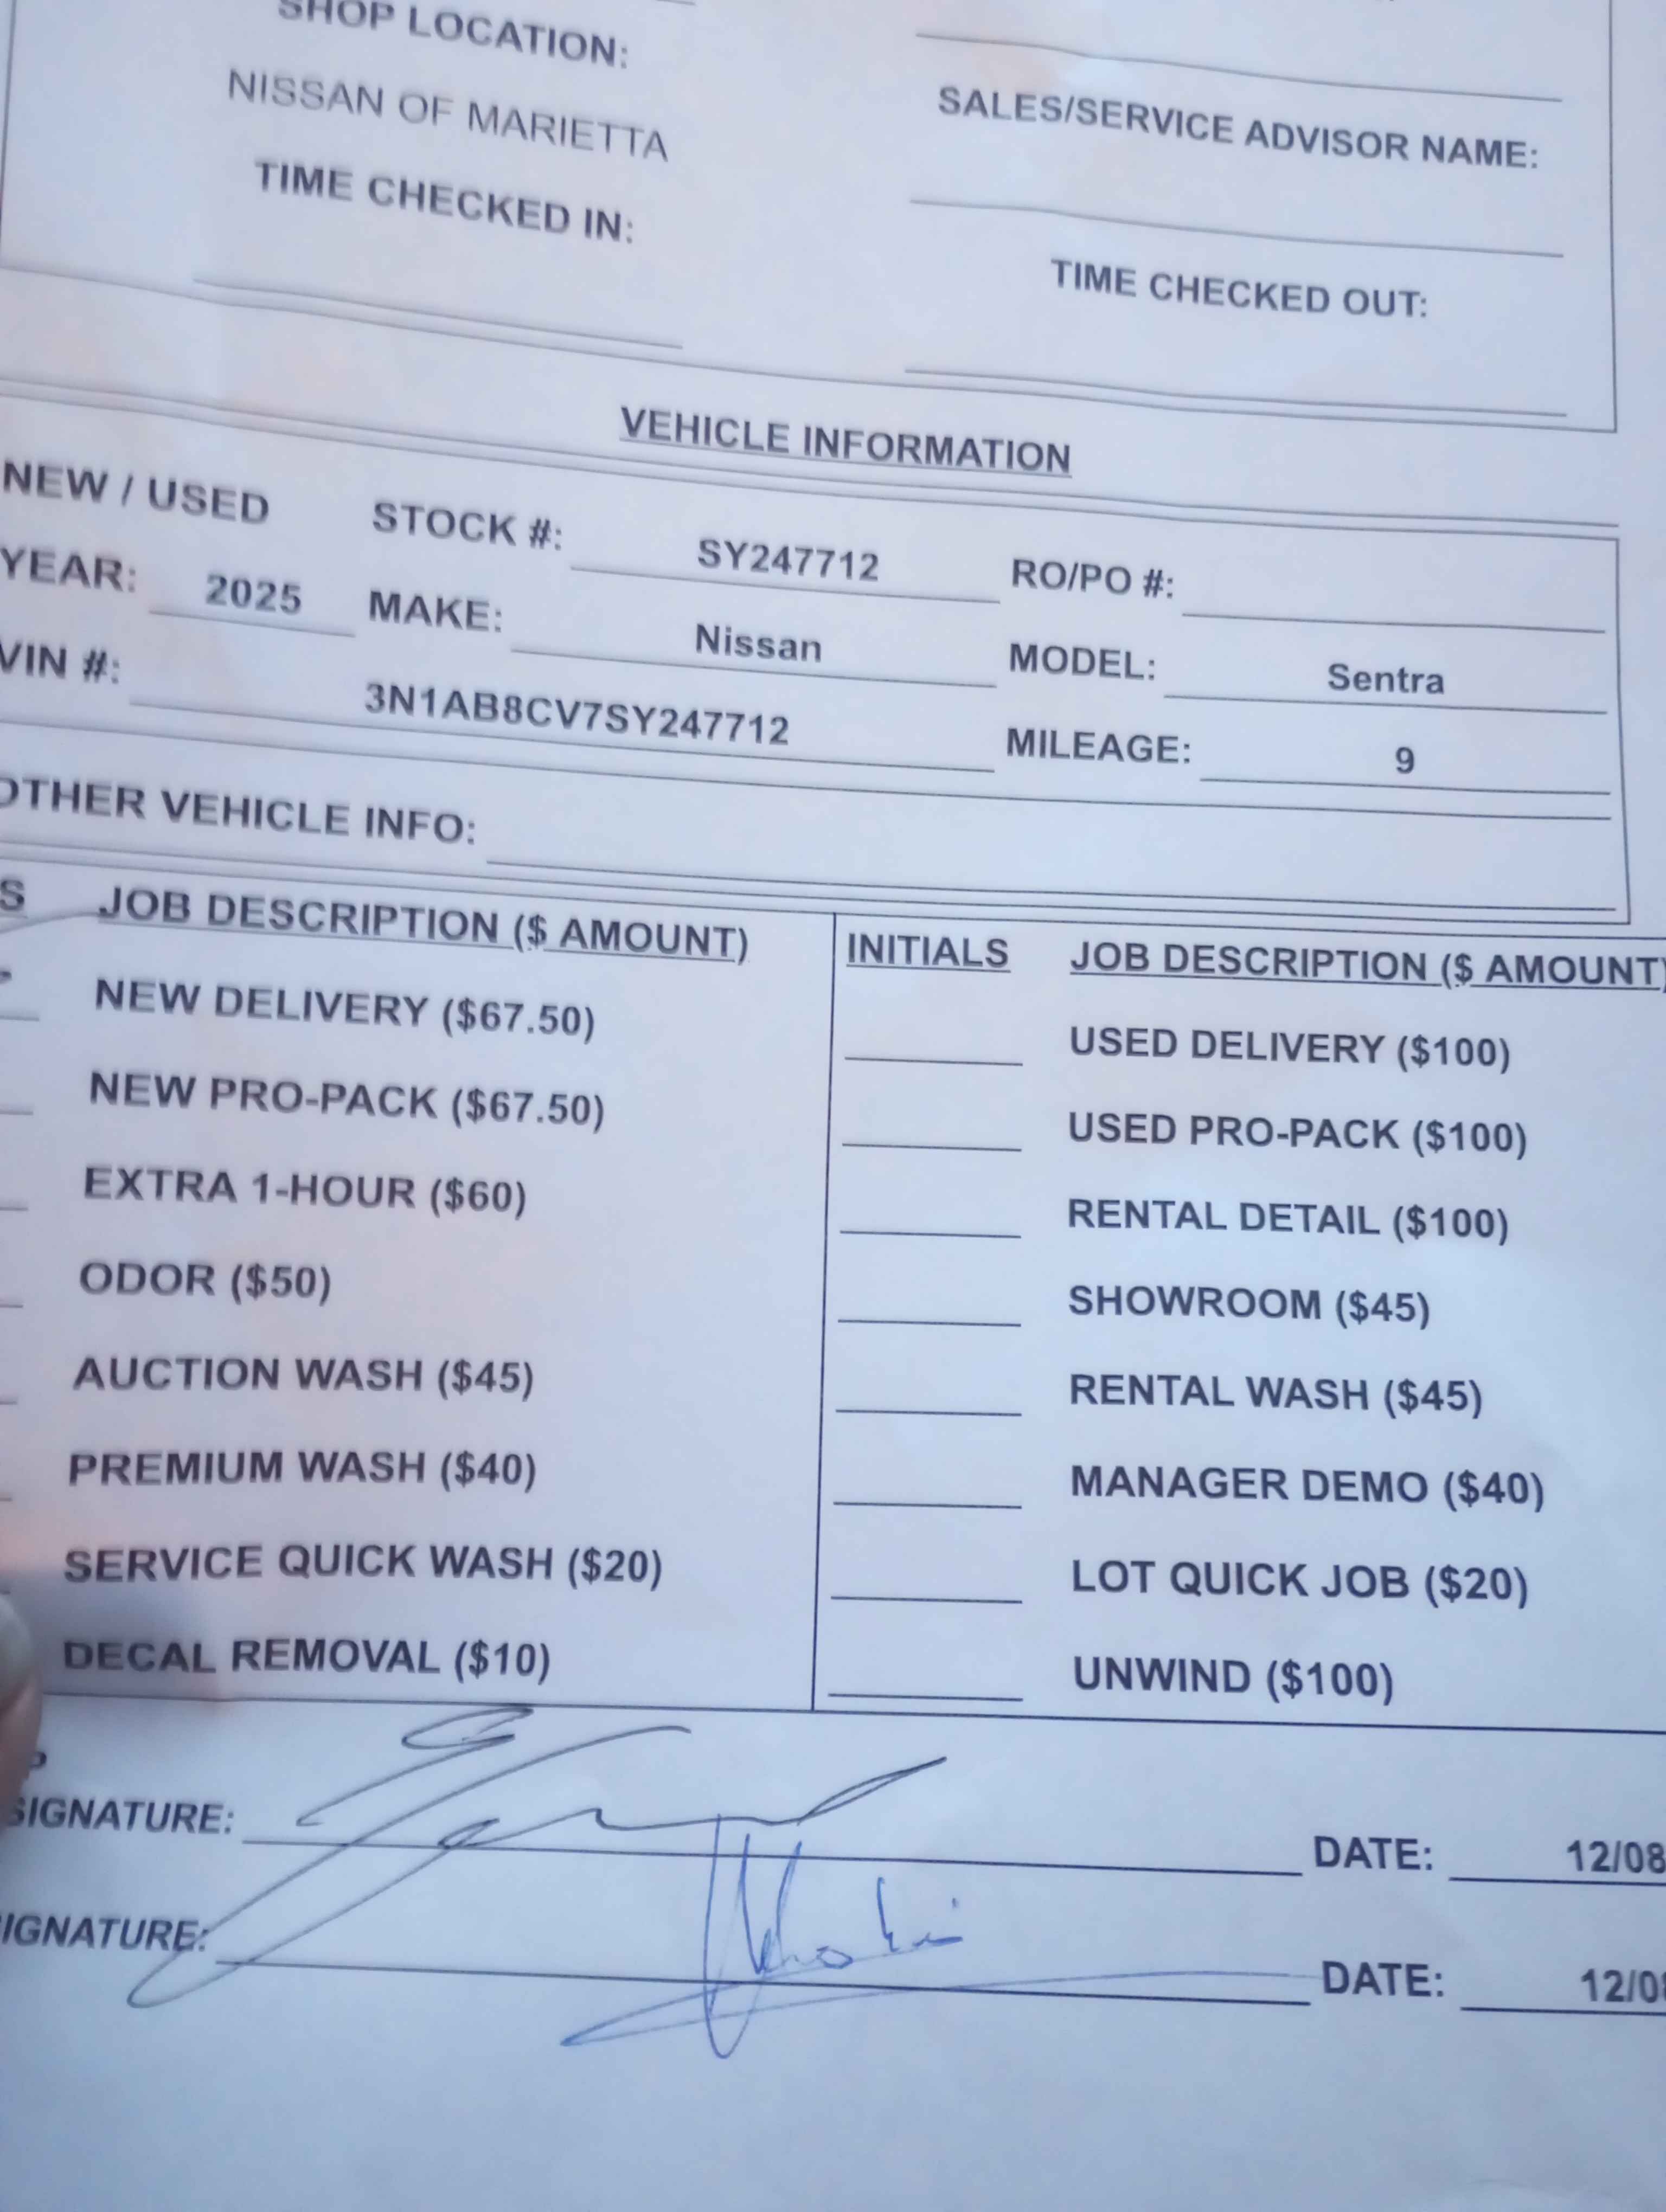 SHOP LOCATION:
NISSAN OF MARIETTA
SALES/SERVICE ADVISOR NAME:
TIME CHECKED IN:
TIME CHECKED OUT:
VEHICLE INFORMATION
NEW / USED STOCK #: SY247712 RO/PO #:
YEAR: 2025 MAKE: Nissan MODEL: Sentra
VIN #: 3N1AB8CV7SY247712 MILEAGE: 9
OTHER VEHICLE INFO:
S JOB DESCRIPTION ($ AMOUNT) INITIALS JOB DESCRIPTION ($ AMOUNT)
NEW DELIVERY ($67.50) USED DELIVERY ($100)
NEW PRO-PACK ($67.50) USED PRO-PACK ($100)
EXTRA 1-HOUR ($60) RENTAL DETAIL ($100)
ODOR ($50) SHOWROOM ($45)
AUCTION WASH ($45) RENTAL WASH ($45)
PREMIUM WASH ($40) MANAGER DEMO ($40)
SERVICE QUICK WASH ($20) LOT QUICK JOB ($20)
DECAL REMOVAL ($10) UNWIND ($100)
SIGNATURE: DATE: 12/08
IGNATURE: DATE: 12/0